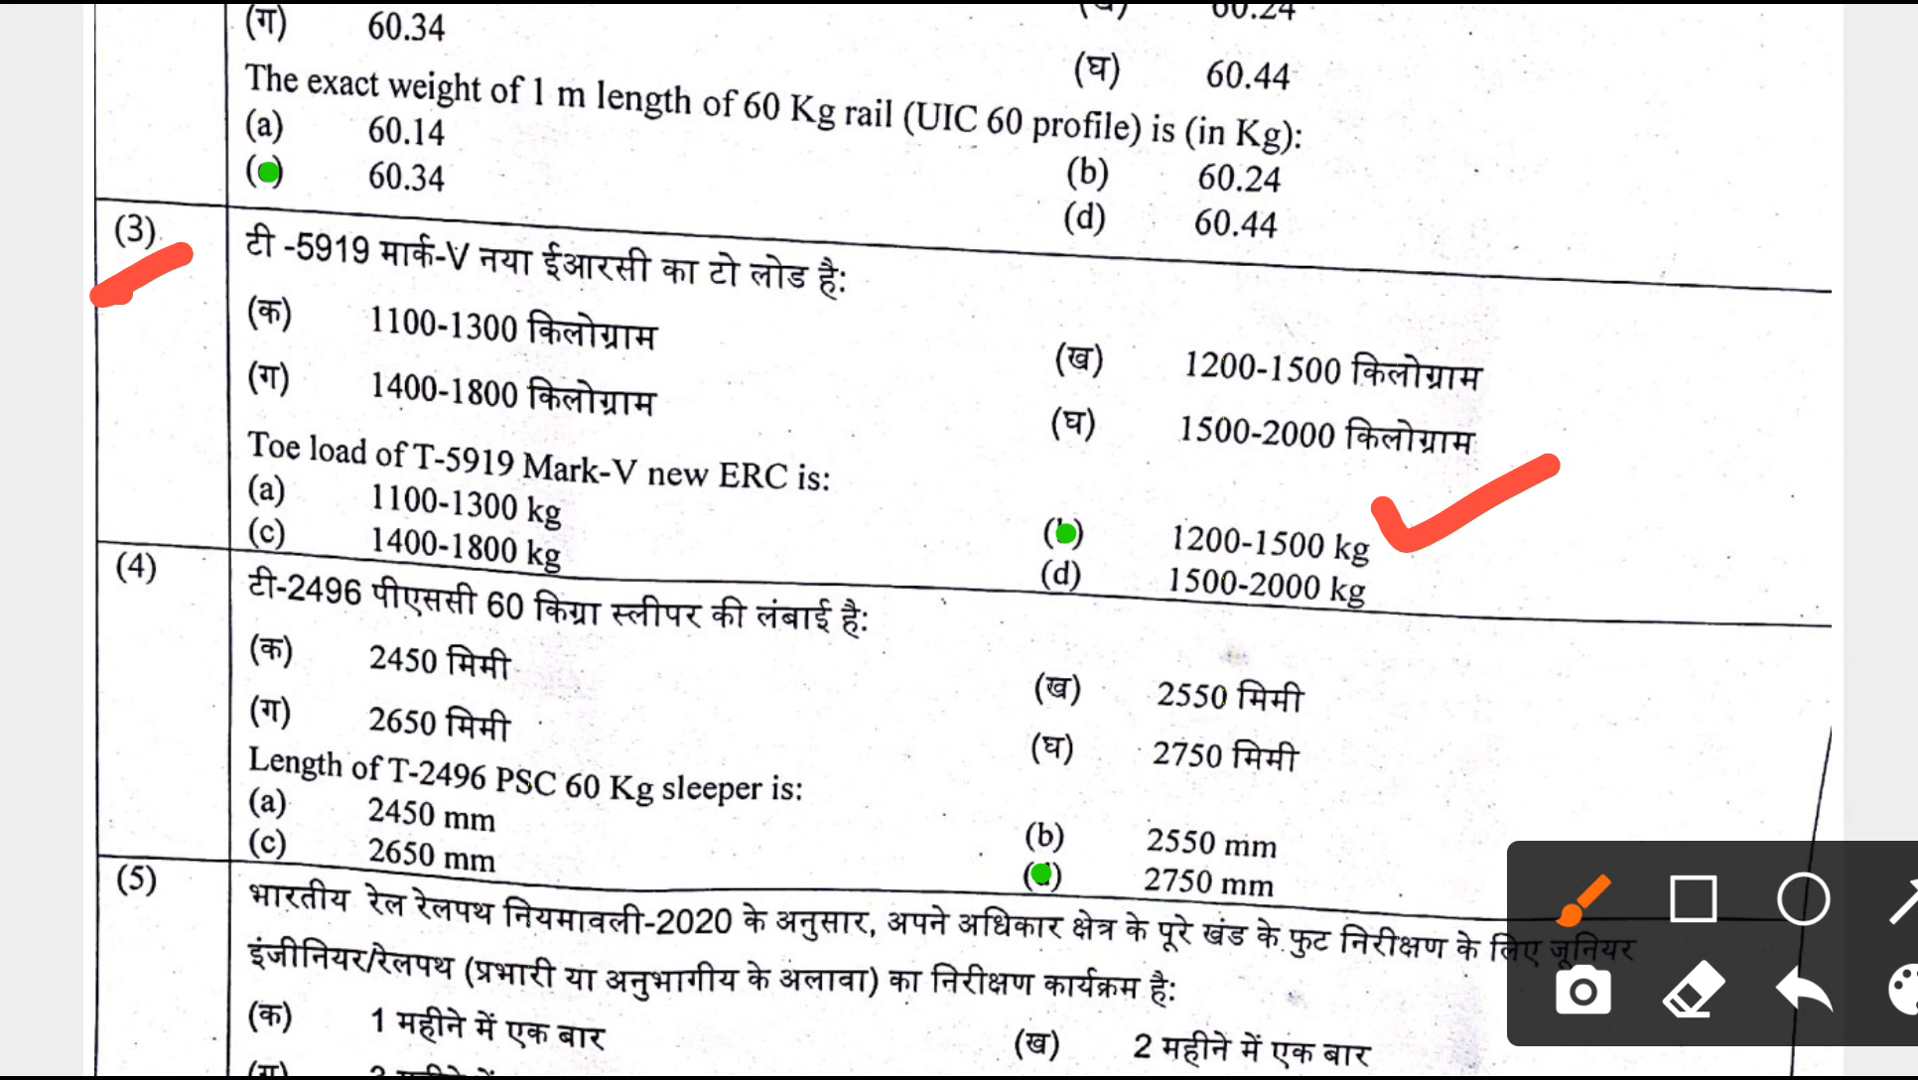 (ग) 60.34 60.24
(घ) 60.44
The exact weight of 1 m length of 60 Kg rail (UIC 60 profile) is (in Kg):
(a) 60.14 (b) 60.24
60.34 (d) 60.44
(3) टी -5919 मार्क-V नया ईआरसी का टो लोड है:
(क) 1100-1300 किलोग्राम (ख) 1200-1500 किलोग्राम
(ग) 1400-1800 किलोग्राम (घ) 1500-2000 किलोग्राम
Toe load of T-5919 Mark-V new ERC is:
(a) 1100-1300 kg (b) 1200-1500 kg
(c) 1400-1800 kg (d) 1500-2000 kg
(4) टी-2496 पीएससी 60 किग्रा स्लीपर की लंबाई है:
(क) 2450 मिमी (ख) 2550 मिमी
(ग) 2650 मिमी (घ) 2750 मिमी
Length of T-2496 PSC 60 Kg sleeper is:
(a) 2450 mm (b) 2550 mm
(c) 2650 mm (d) 2750 mm
(5) भारतीय रेल रेलपथ नियमावली-2020 के अनुसार, अपने अधिकार क्षेत्र के पूरे खंड के फुट निरीक्षण के लिए जूनियर
इंजीनियर/रेलपथ (प्रभारी या अनुभागीय के अलावा) का निरीक्षण कार्यक्रम है:
(क) 1 महीने में एक बार (ख) 2 महीने में एक बार